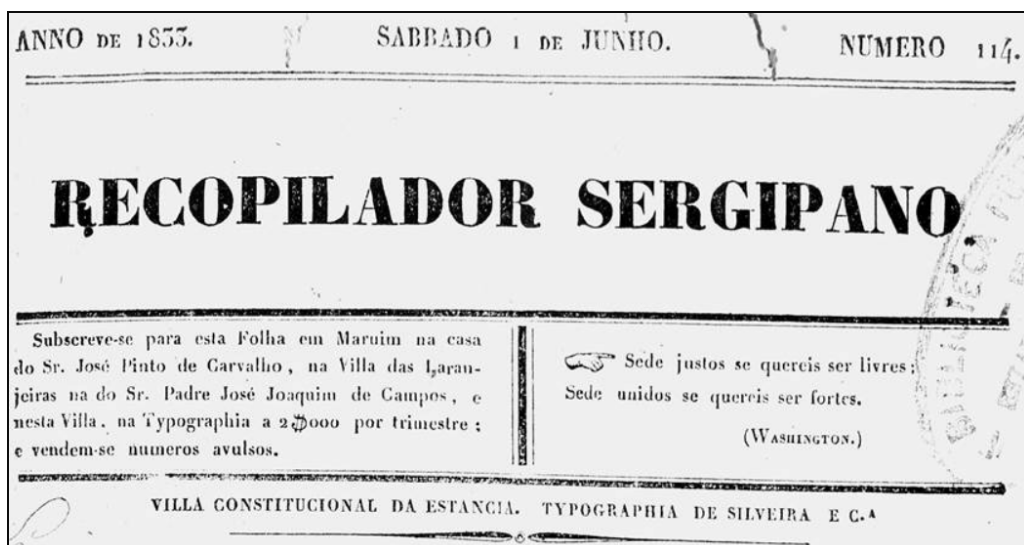 ANNO DE 1833.
SABBADO 1 DE JUNHO.
NUMERO 114.
RECOPILADOR SERGIPANO.
Subscreve-se para esta Folha em Maruim na casa
do Sr. José Pinto de Carvalho, na Villa das Laran-
jeiras na do Sr. Padre José Joaquim de Campos, e
nesta Villa. na Typographia a 2$000 por trimestre;
e vendem-se numeros avulsos.
Sede justos se quereis ser livres;
Sede unidos se quereis ser fortes.
(WASHINGTON.)
VILLA CONSTITUCIONAL DA ESTANCIA. TYPOGRAPHIA DE SILVEIRA E C.ª